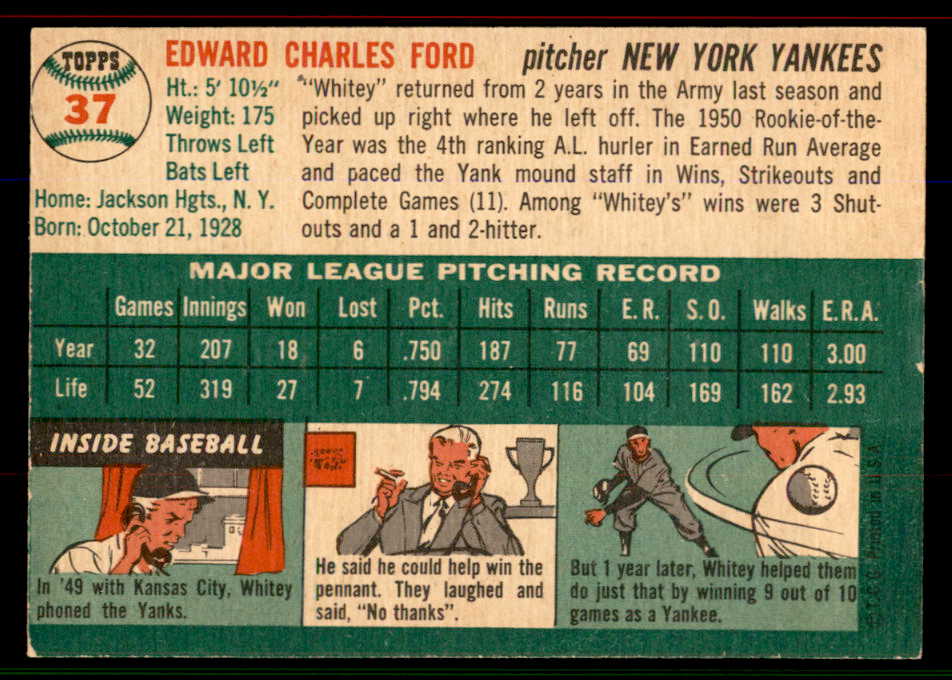 TOPPS
37
EDWARD CHARLES FORD pitcher NEW YORK YANKEES
Ht.: 5' 10½"
Weight: 175
Throws Left
Bats Left
Home: Jackson Hgts., N. Y.
Born: October 21, 1928
"Whitey" returned from 2 years in the Army last season and
picked up right where he left off. The 1950 Rookie-of-the-
Year was the 4th ranking A.L. hurler in Earned Run Average
and paced the Yank mound staff in Wins, Strikeouts and
Complete Games (11). Among "Whitey's" wins were 3 Shut-
outs and a 1 and 2-hitter.
MAJOR LEAGUE PITCHING RECORD
Games Innings Won Lost Pct. Hits Runs E. R. S. O. Walks E. R. A.
Year 32 207 18 6 .750 187 77 69 110 110 3.00
Life 52 319 27 7 .794 274 116 104 169 162 2.93
INSIDE BASEBALL
In '49 with Kansas City, Whitey
phoned the Yanks.
He said he could help win the
pennant. They laughed and
said, "No thanks".
But 1 year later, Whitey helped them
do just that by winning 9 out of 10
games as a Yankee.
T. C. G. Printed in U. S. A.